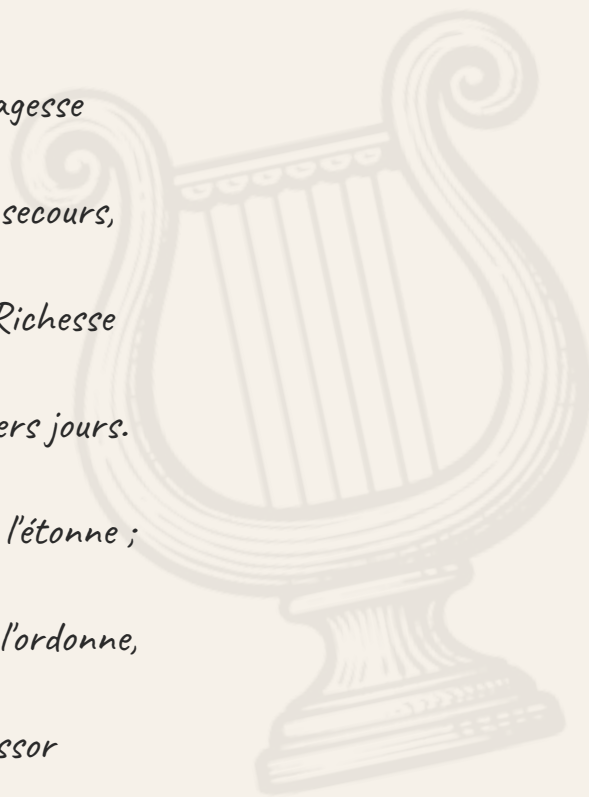 agesse
secours,
Richesse
ers jours.
l'étonne ;
l'ordonne,
ssor